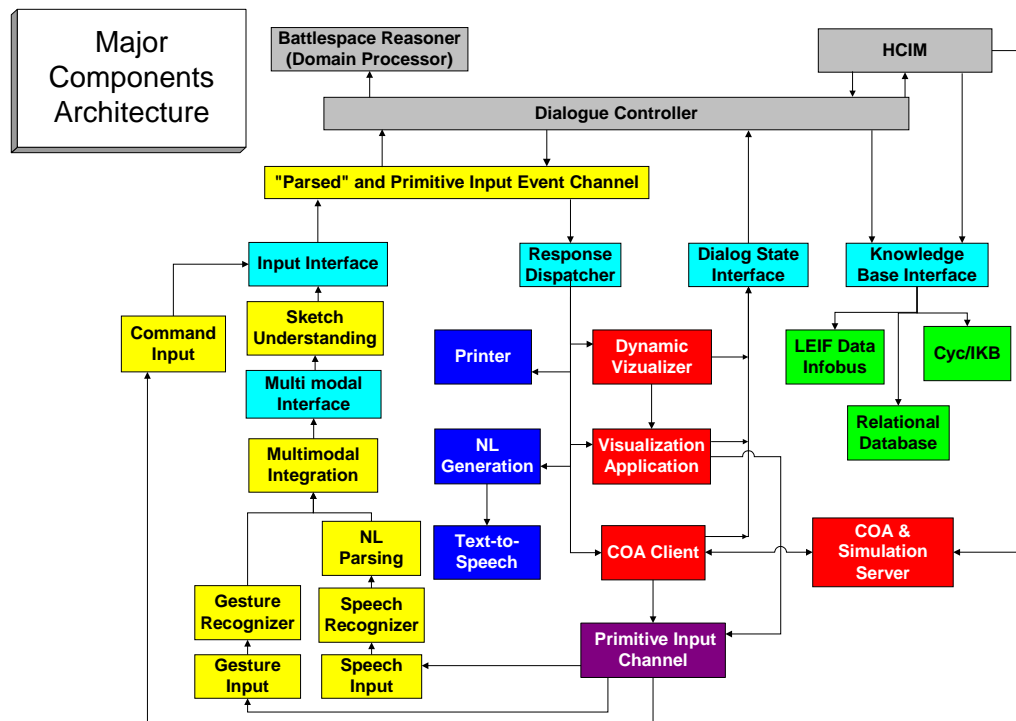 Major
Components
Architecture
Battlespace Reasoner
(Domain Processor)
HCIM
Dialogue Controller
"Parsed" and Primitive Input Event Channel
Input Interface
Response
Dispatcher
Dialog State
Interface
Knowledge
Base Interface
Command
Input
Sketch
Understanding
Printer
Dynamic
Vizualizer
LEIF Data
Infobus
Cyc/IKB
Multi modal
Interface
Relational
Database
Multimodal
Integration
NL
Generation
Visualization
Application
NL
Parsing
Text-to-
Speech
COA Client
COA &
Simulation
Server
Gesture
Recognizer
Speech
Recognizer
Primitive Input
Channel
Gesture
Input
Speech
Input